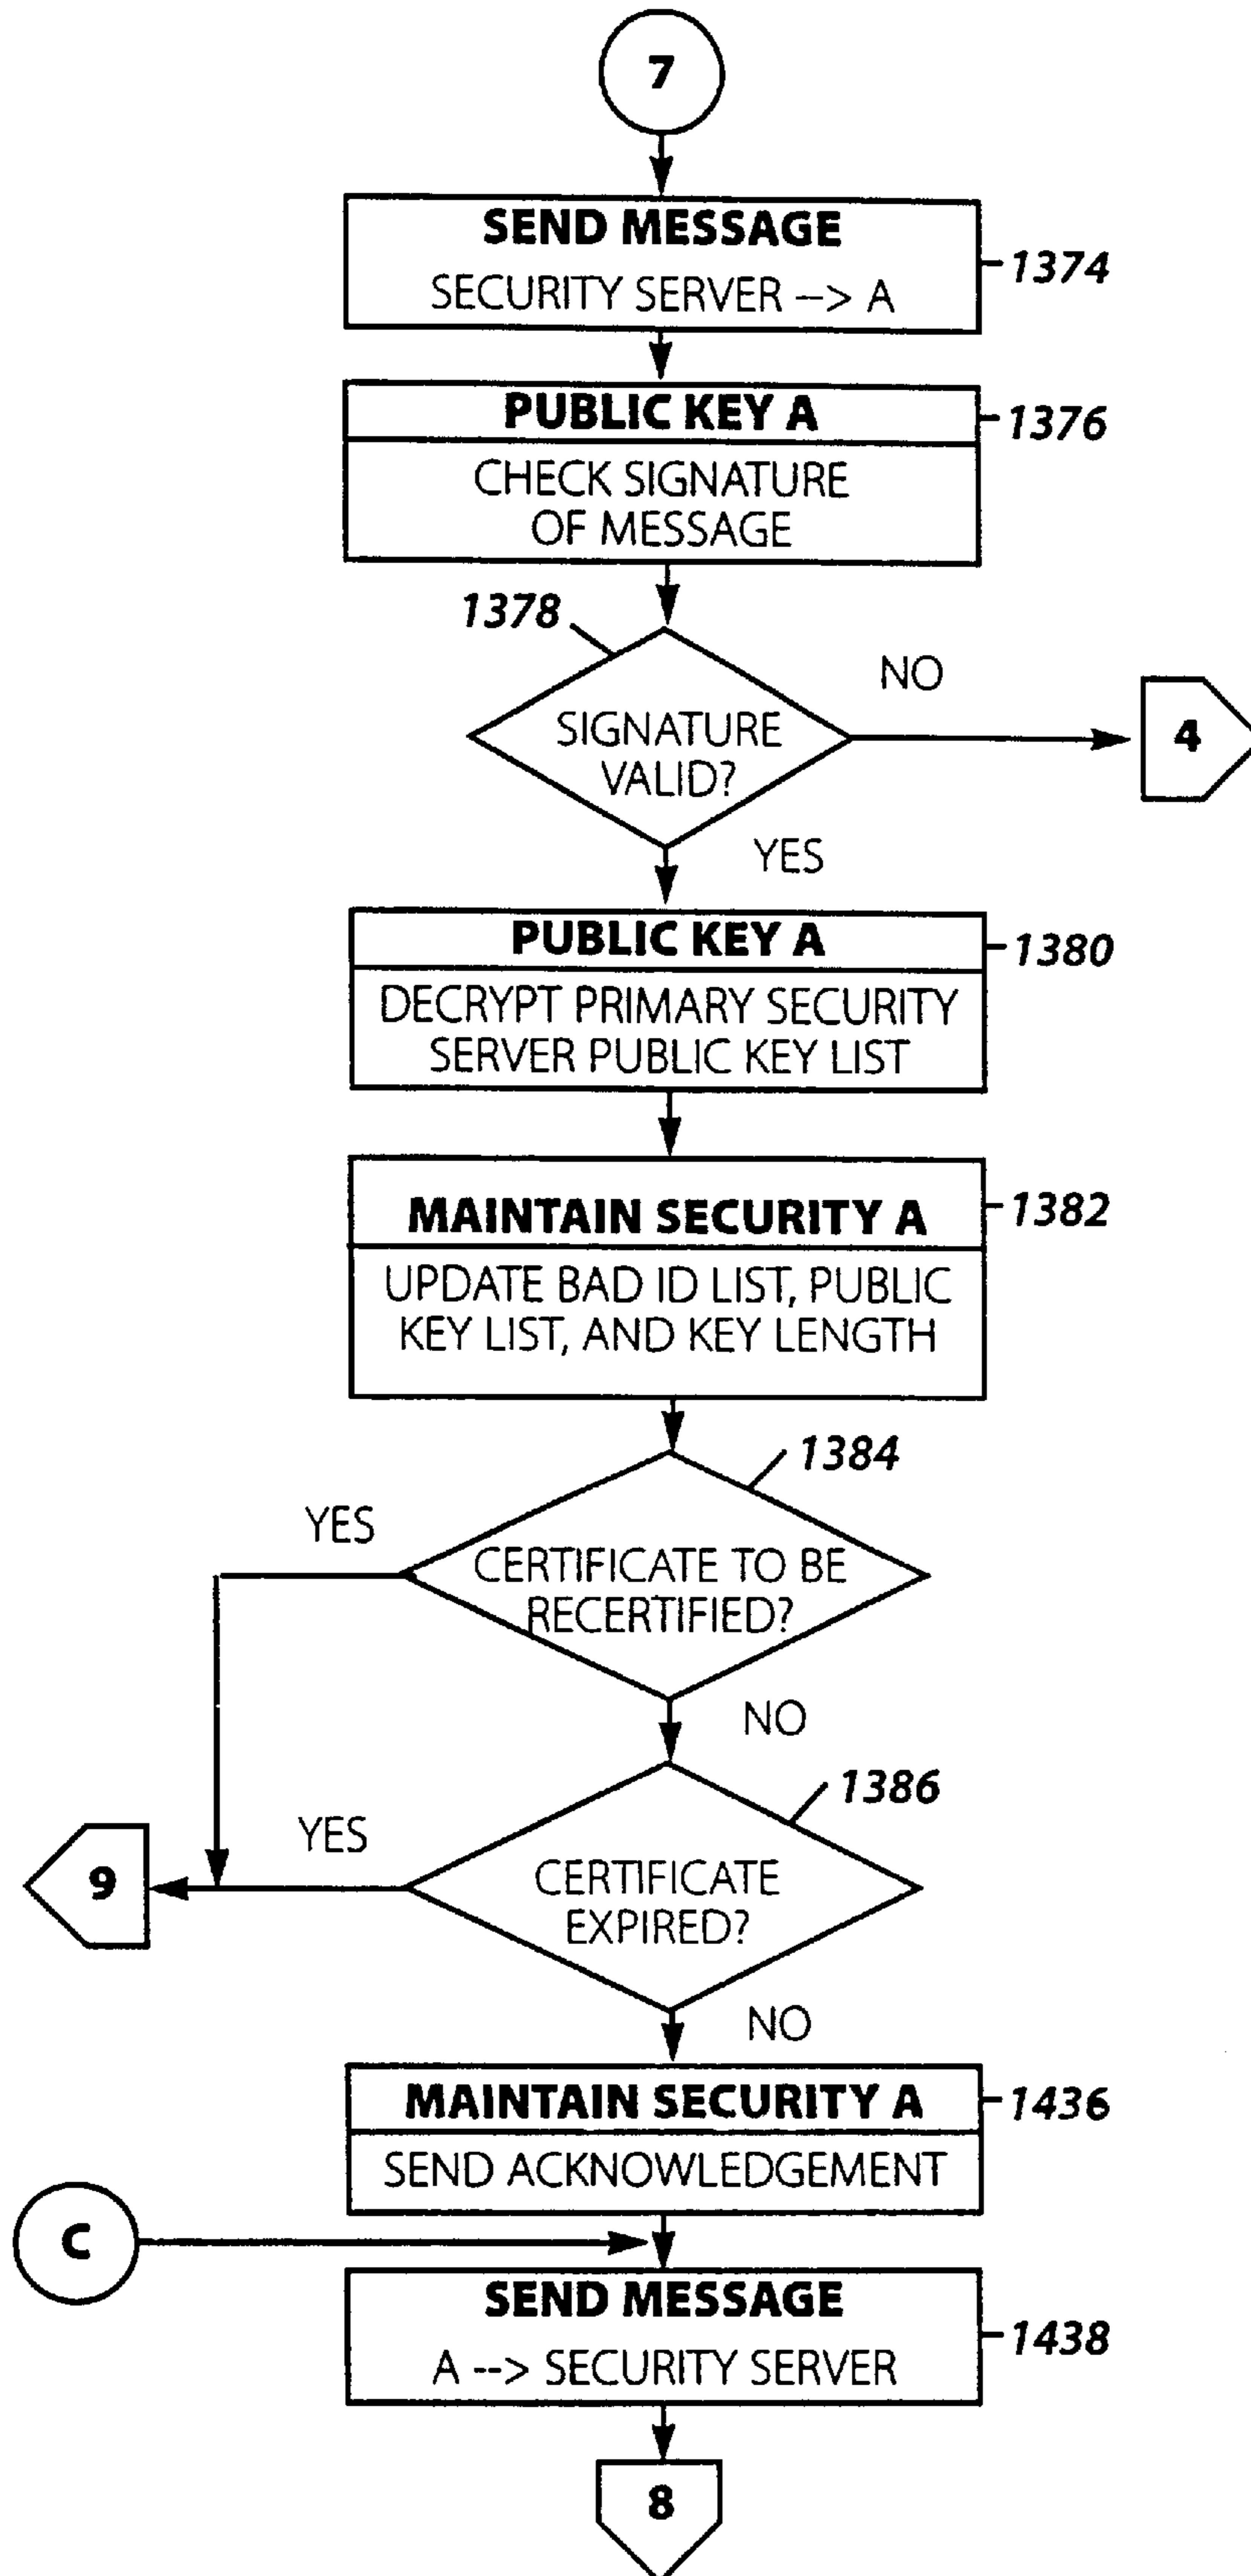 7
SEND MESSAGE
SECURITY SERVER --> A
1374
PUBLIC KEY A
1376
CHECK SIGNATURE
OF MESSAGE
1378
NO
SIGNATURE
VALID?
4
YES
PUBLIC KEY A
1380
DECRYPT PRIMARY SECURITY
SERVER PUBLIC KEY LIST
MAINTAIN SECURITY A
1382
UPDATE BAD ID LIST, PUBLIC
KEY LIST, AND KEY LENGTH
1384
YES
CERTIFICATE TO BE
RECERTIFIED?
NO
1386
YES
9
CERTIFICATE
EXPIRED?
NO
MAINTAIN SECURITY A
1436
SEND ACKNOWLEDGEMENT
C
SEND MESSAGE
1438
A --> SECURITY SERVER
8